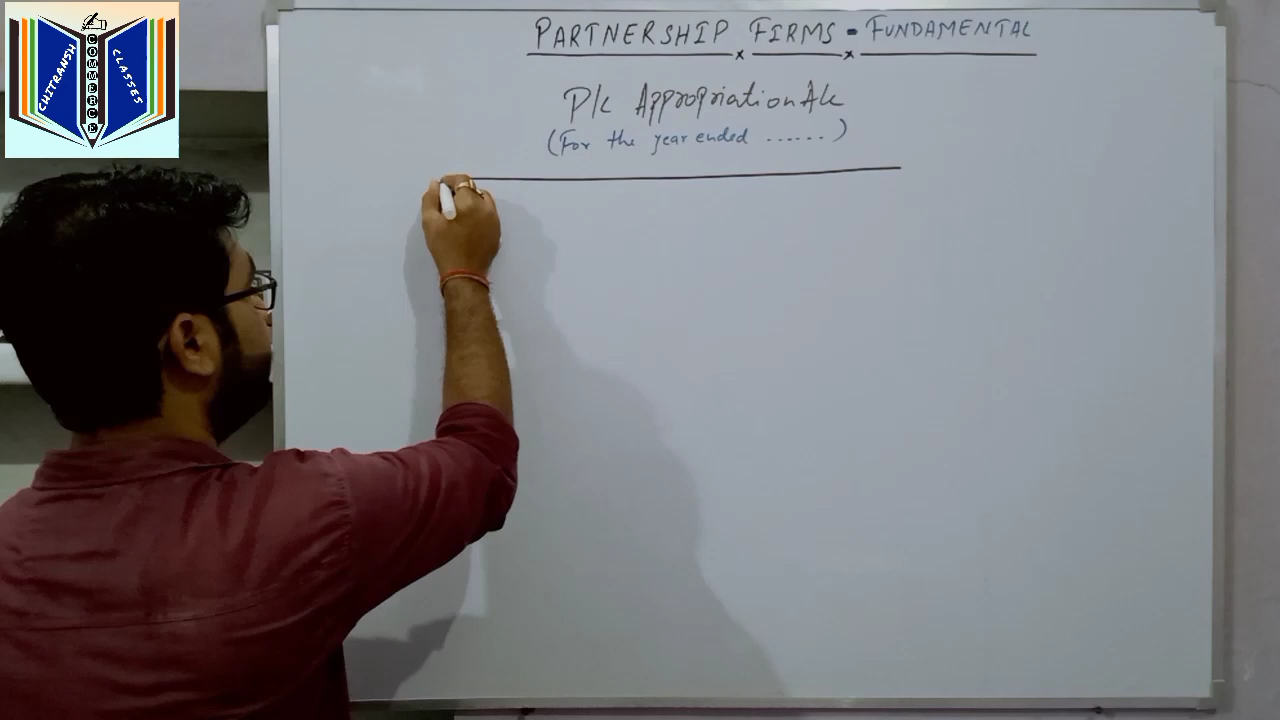 CHITRANSH
COMMERCE
CLASSES
PARTNERSHIP FIRMS - FUNDAMENTAL
P/L Appropriation A/c
(For the year ended ......)